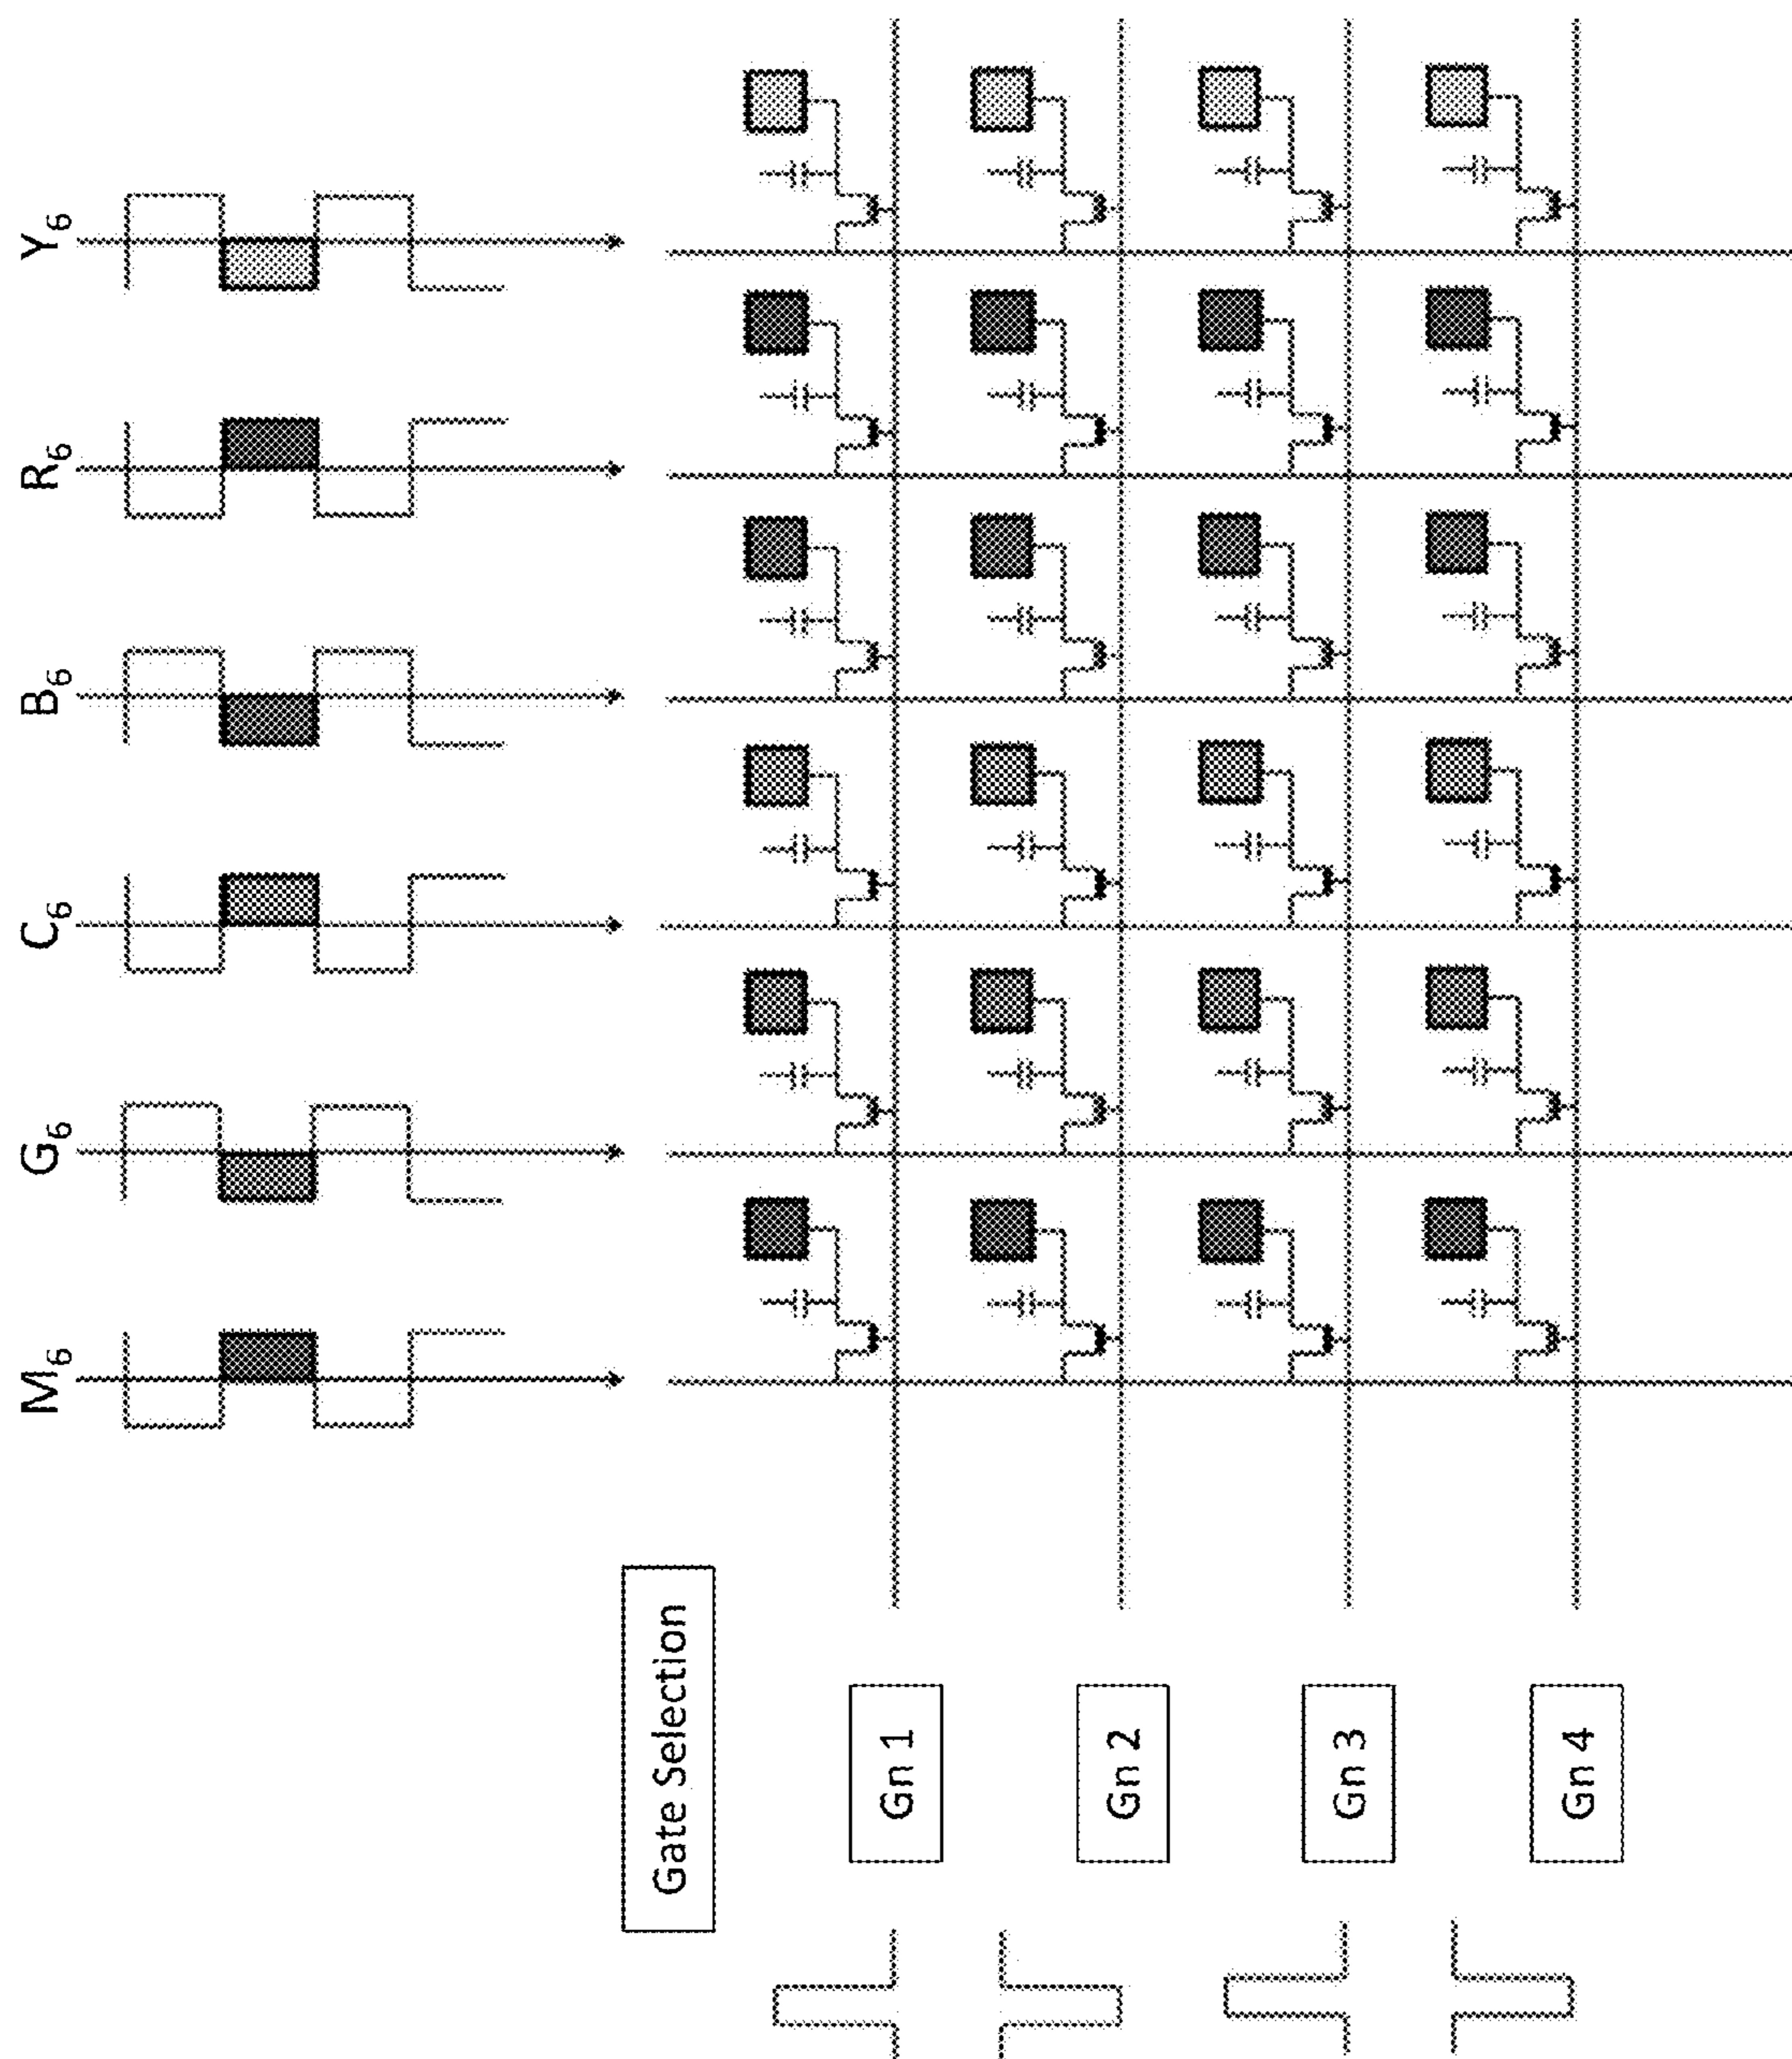 M₆ G₆ C₆ B₆ R₆ Y₆
Gate Selection
Gn 1
Gn 2
Gn 3
Gn 4